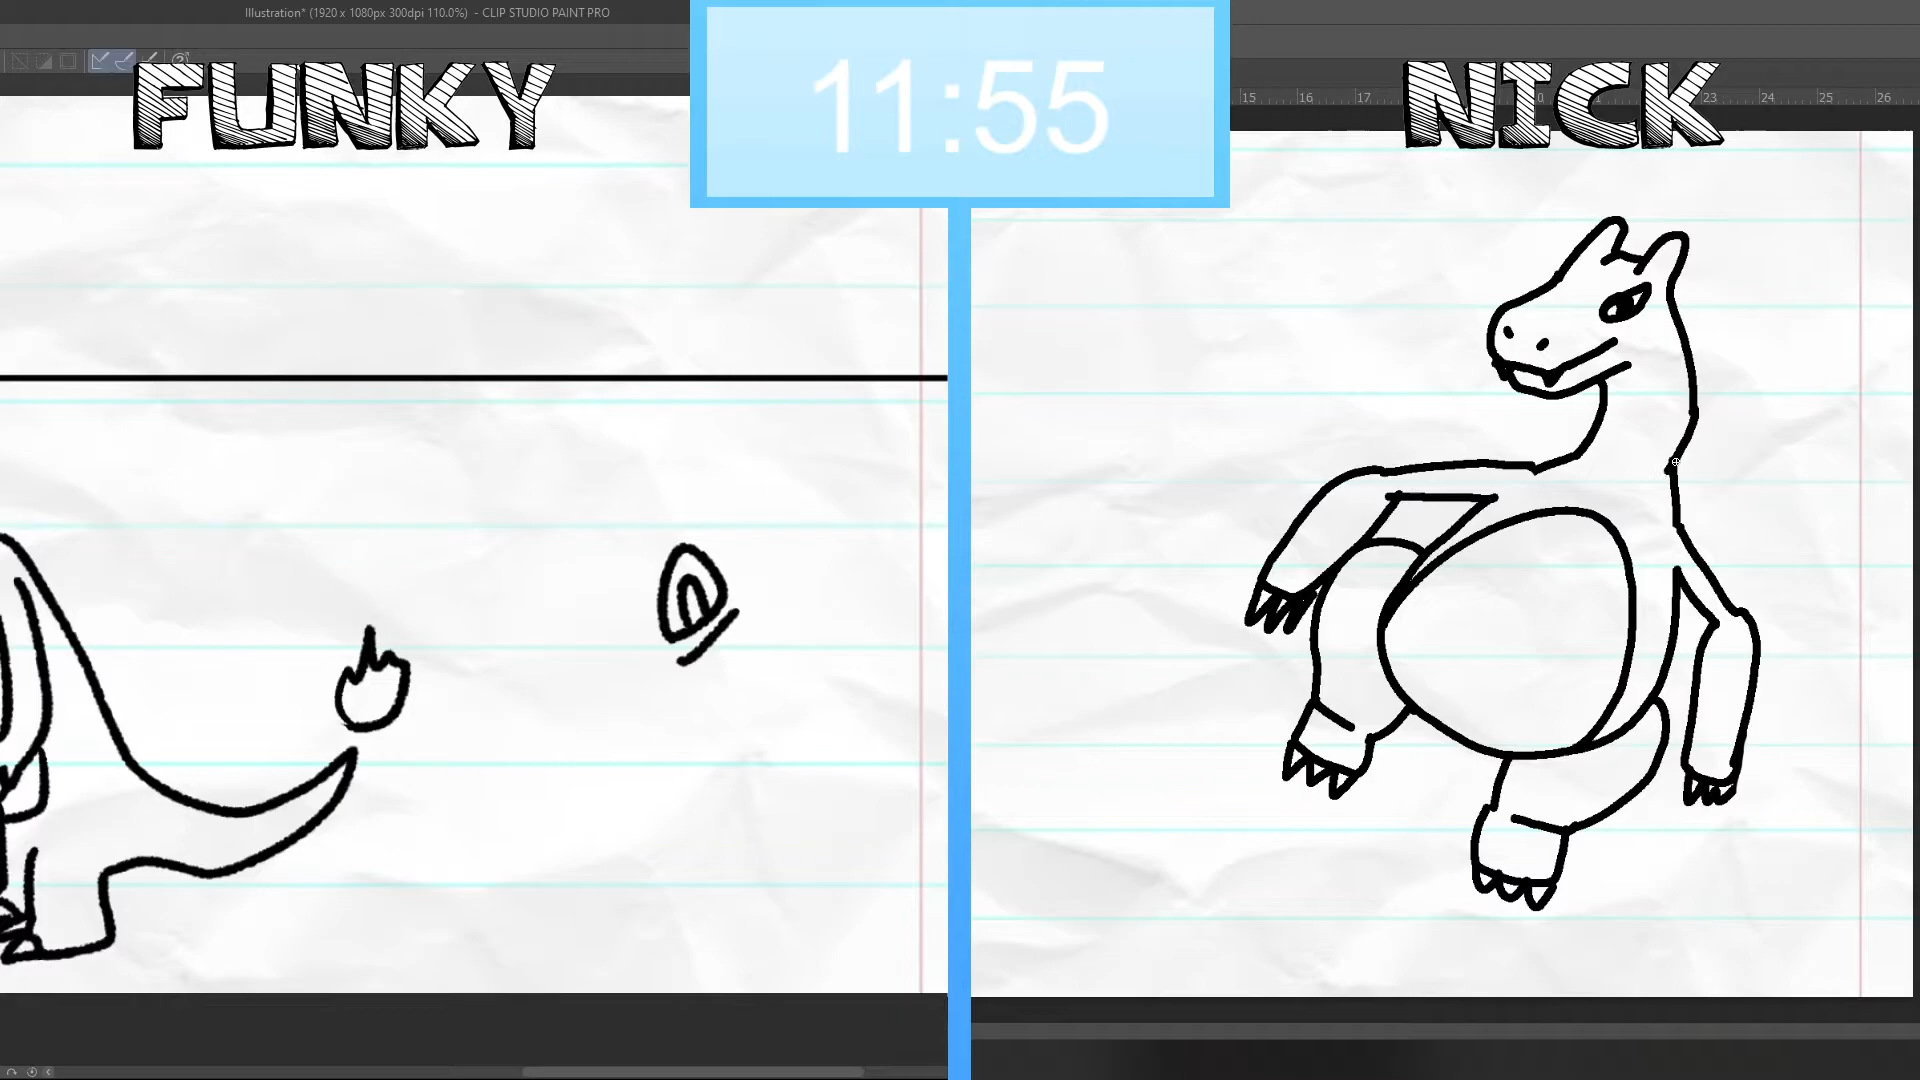 Illustration* (1920 x 1080px 300dpi 110.0%) - CLIP STUDIO PAINT PRO
FUNKY
11:55
NICK
15 16 17 23 24 25 26